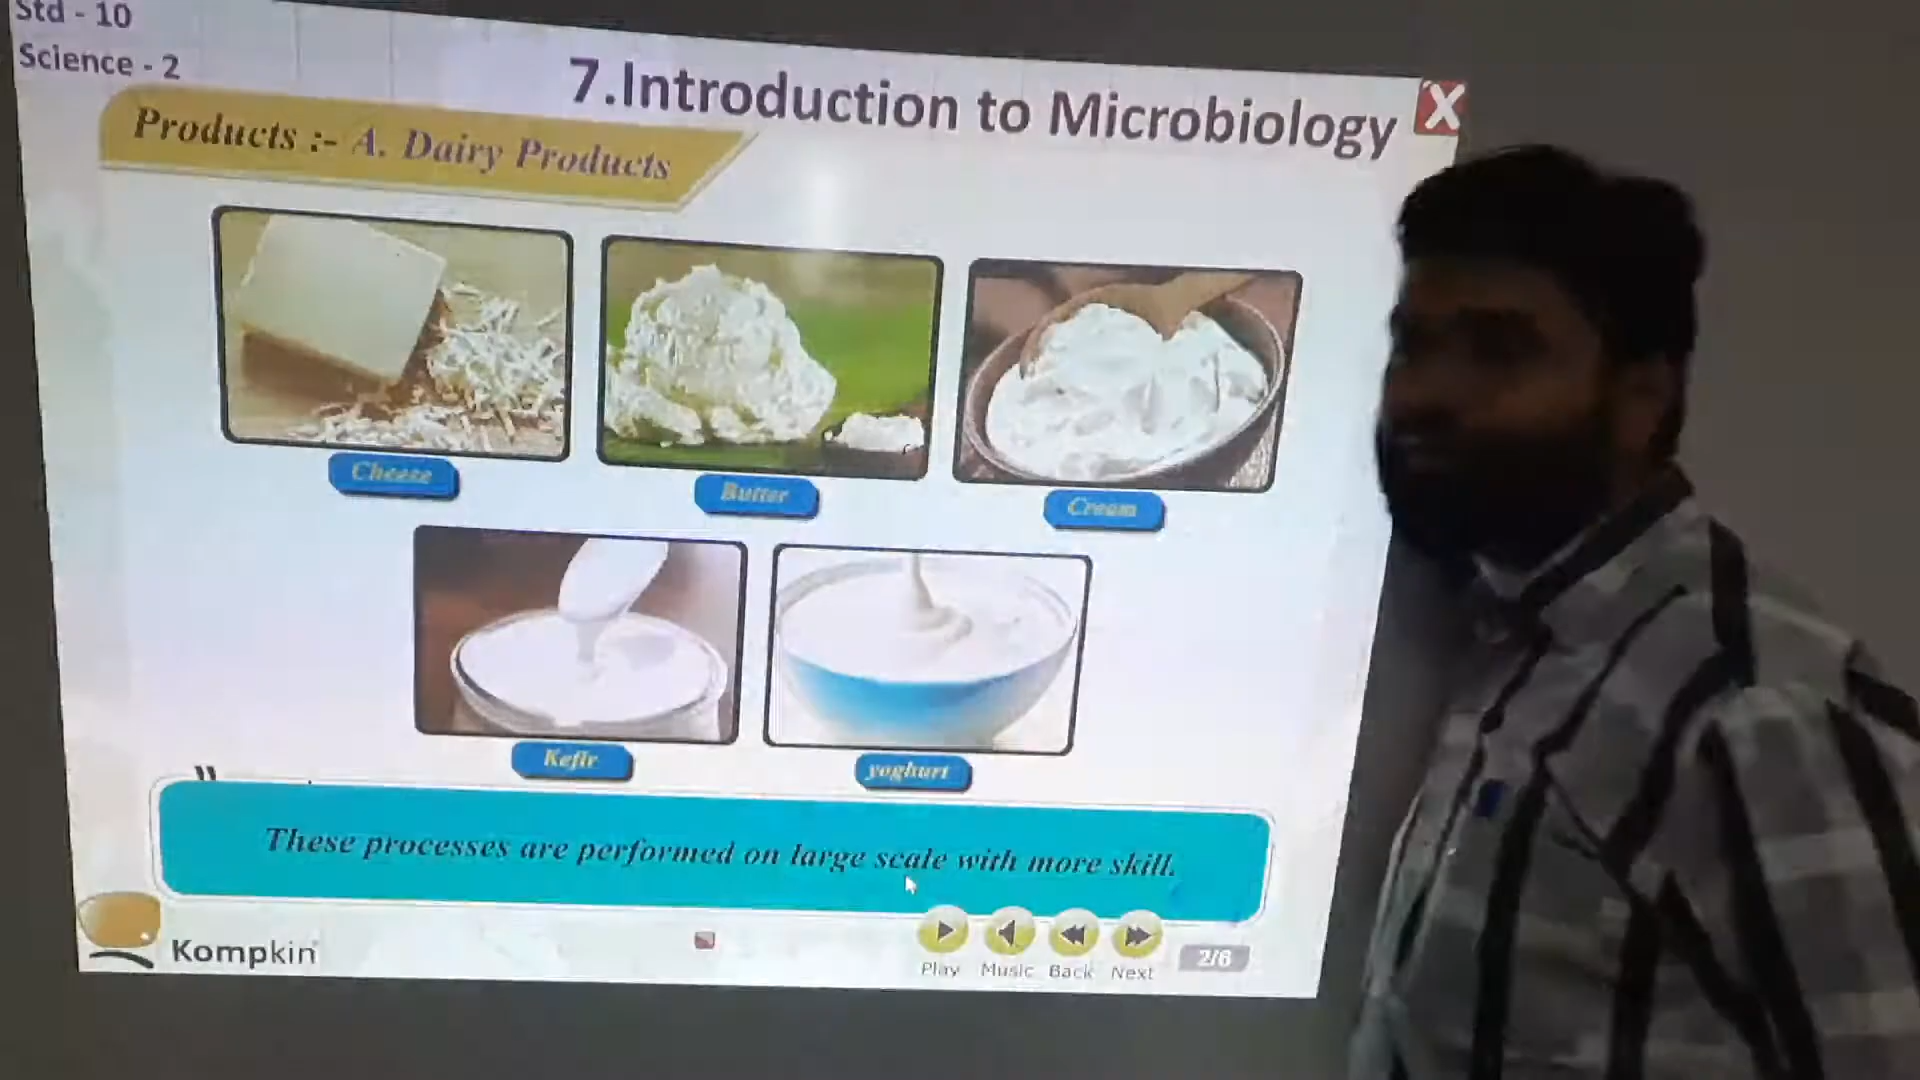 Std - 10
Science - 2
7.Introduction to Microbiology
X
Products :- A. Dairy Products
Cheese
Butter
Cream
Kefir
yoghurt
"
These processes are performed on large scale with more skill.
Kompkin
Play
Music
Back
Next
2/6